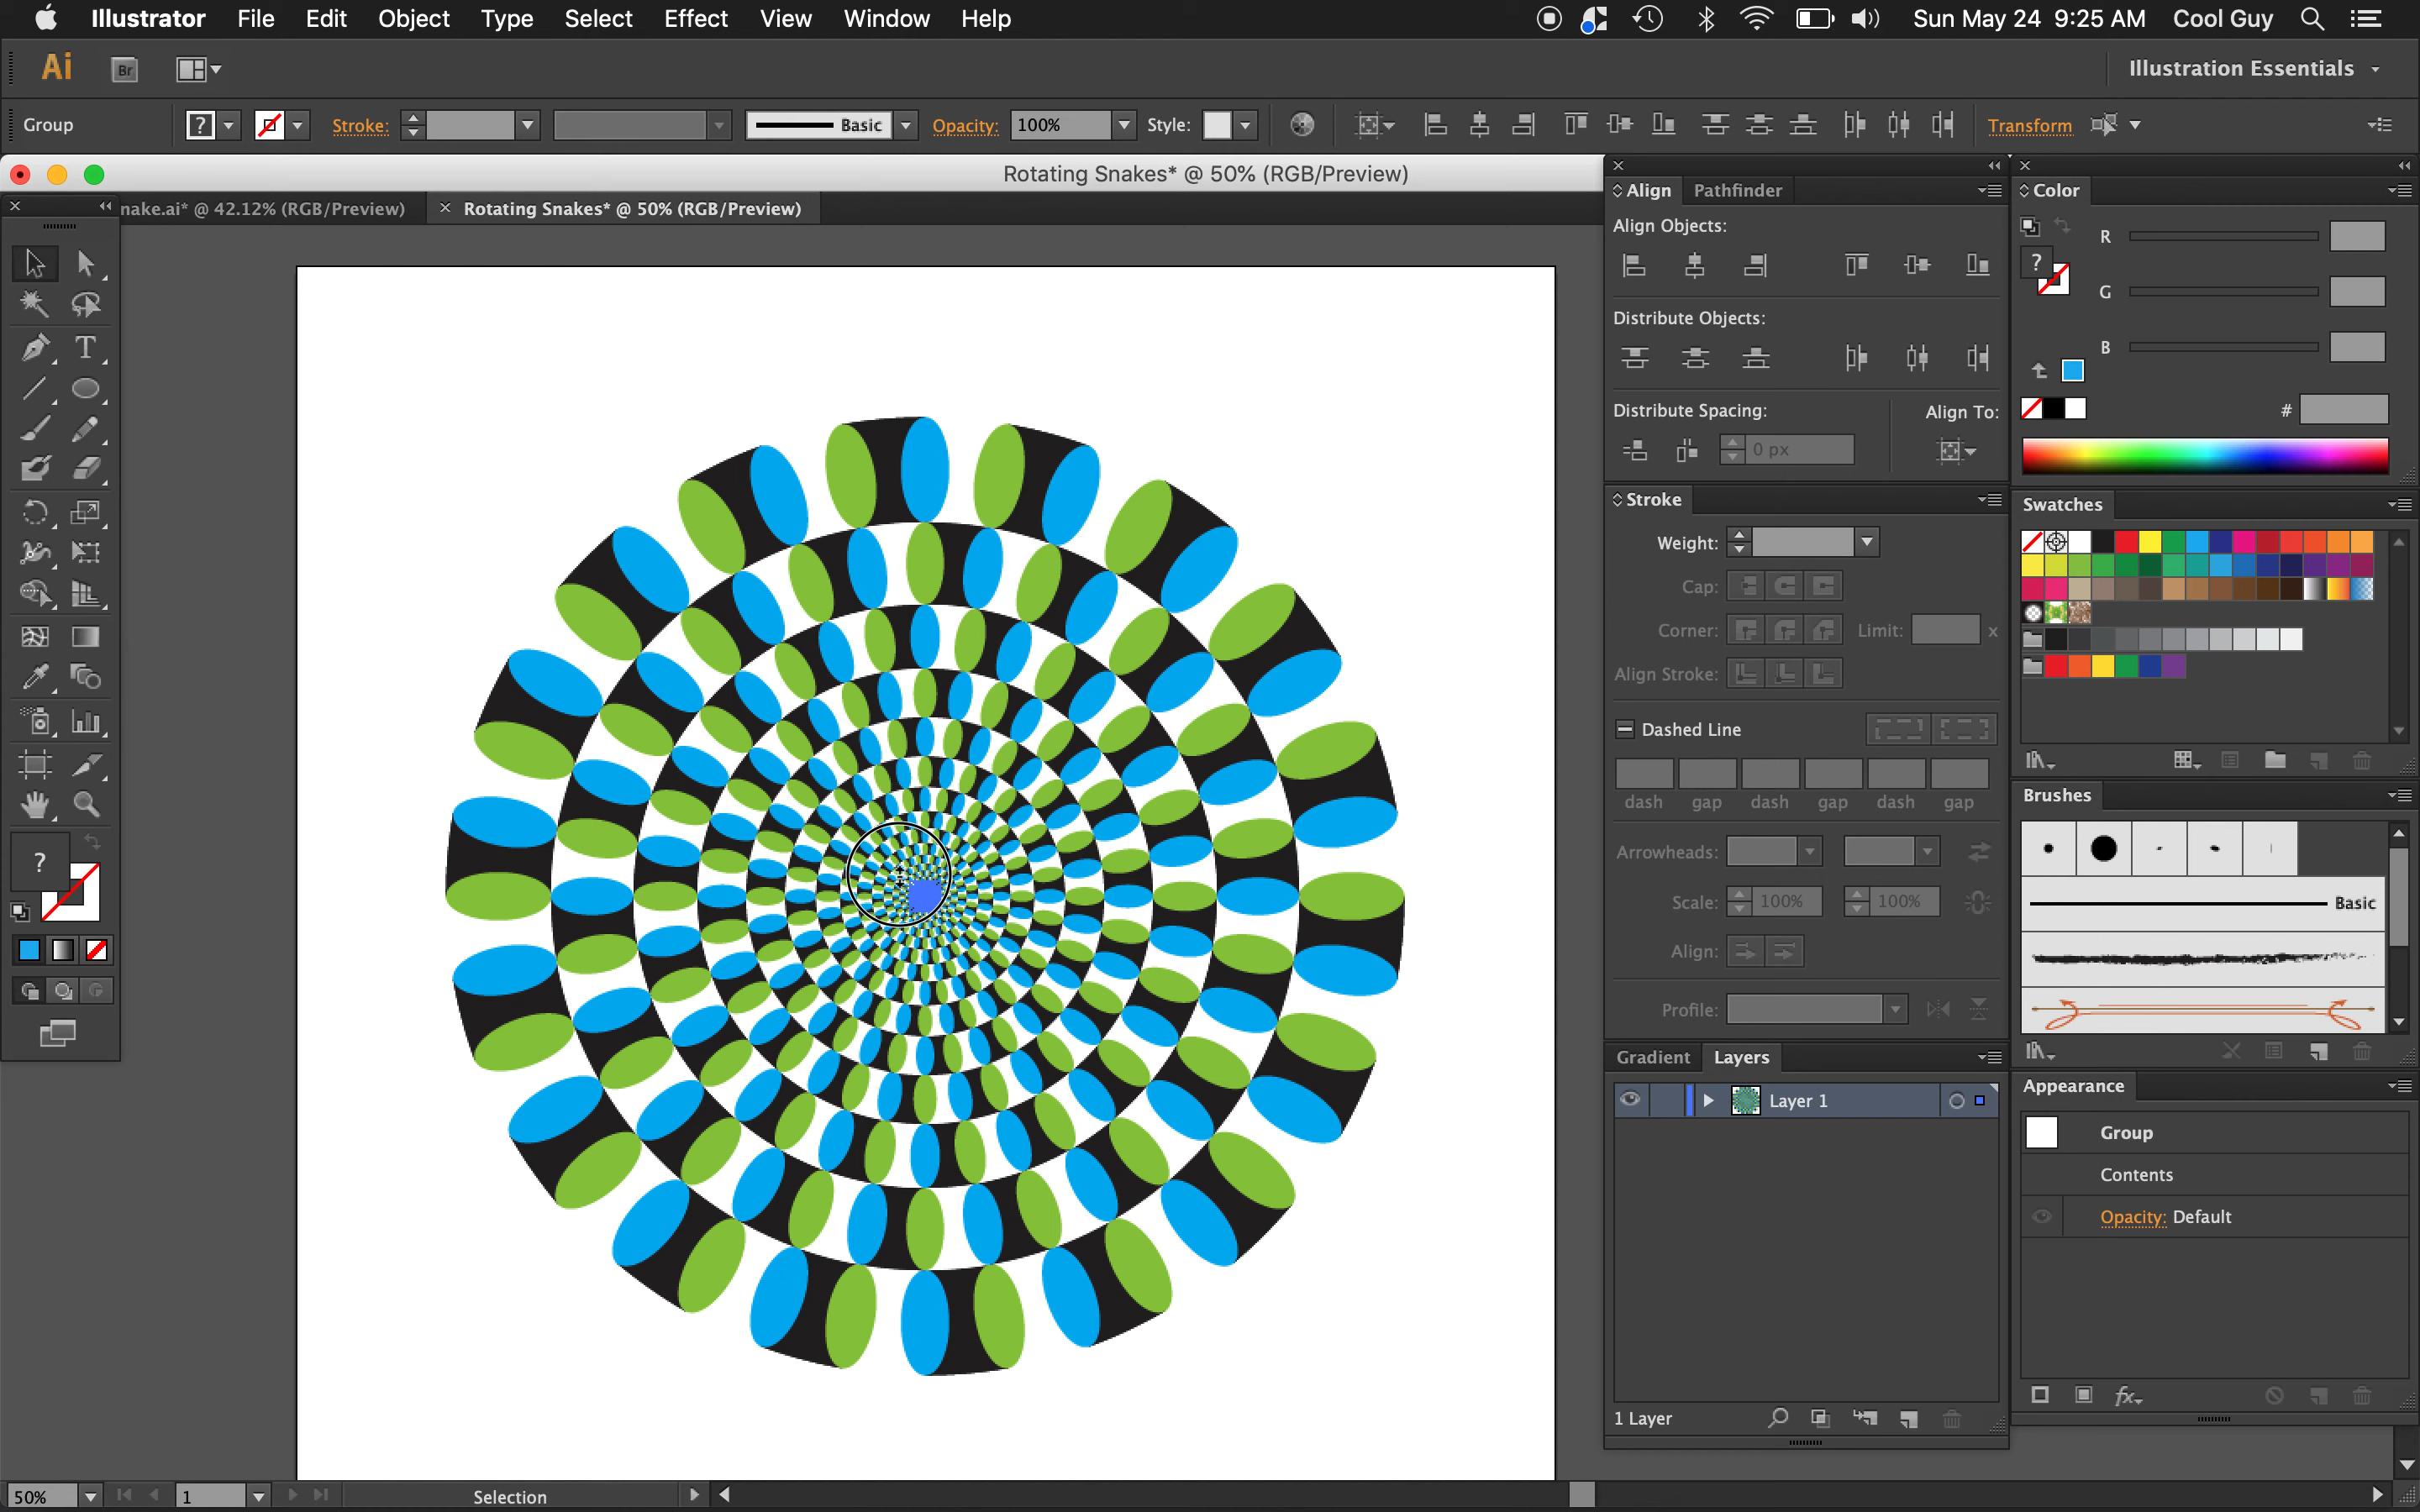 Illustrator File Edit Object Type Select Effect View Window Help Sun May 24 9:25 AM Cool Guy
Ai Br Illustration Essentials
Group ? Stroke: Basic Opacity: 100% Style: Transform
Rotating Snakes* @ 50% (RGB/Preview)
nake.ai* @ 42.12% (RGB/Preview) Rotating Snakes* @ 50% (RGB/Preview)
Align Pathfinder
Align Objects:
Distribute Objects:
Distribute Spacing: Align To:
0 px
Stroke
Weight:
Cap:
Corner: Limit: x
Align Stroke:
Dashed Line
dash gap dash gap dash gap
Arrowheads:
Scale: 100% 100%
Align:
Profile:
Gradient Layers
Layer 1
1 Layer
Color
R
? G
B
#
Swatches
Brushes
Basic
Appearance
Group
Contents
Opacity: Default
fx
T
?
50% 1 Selection